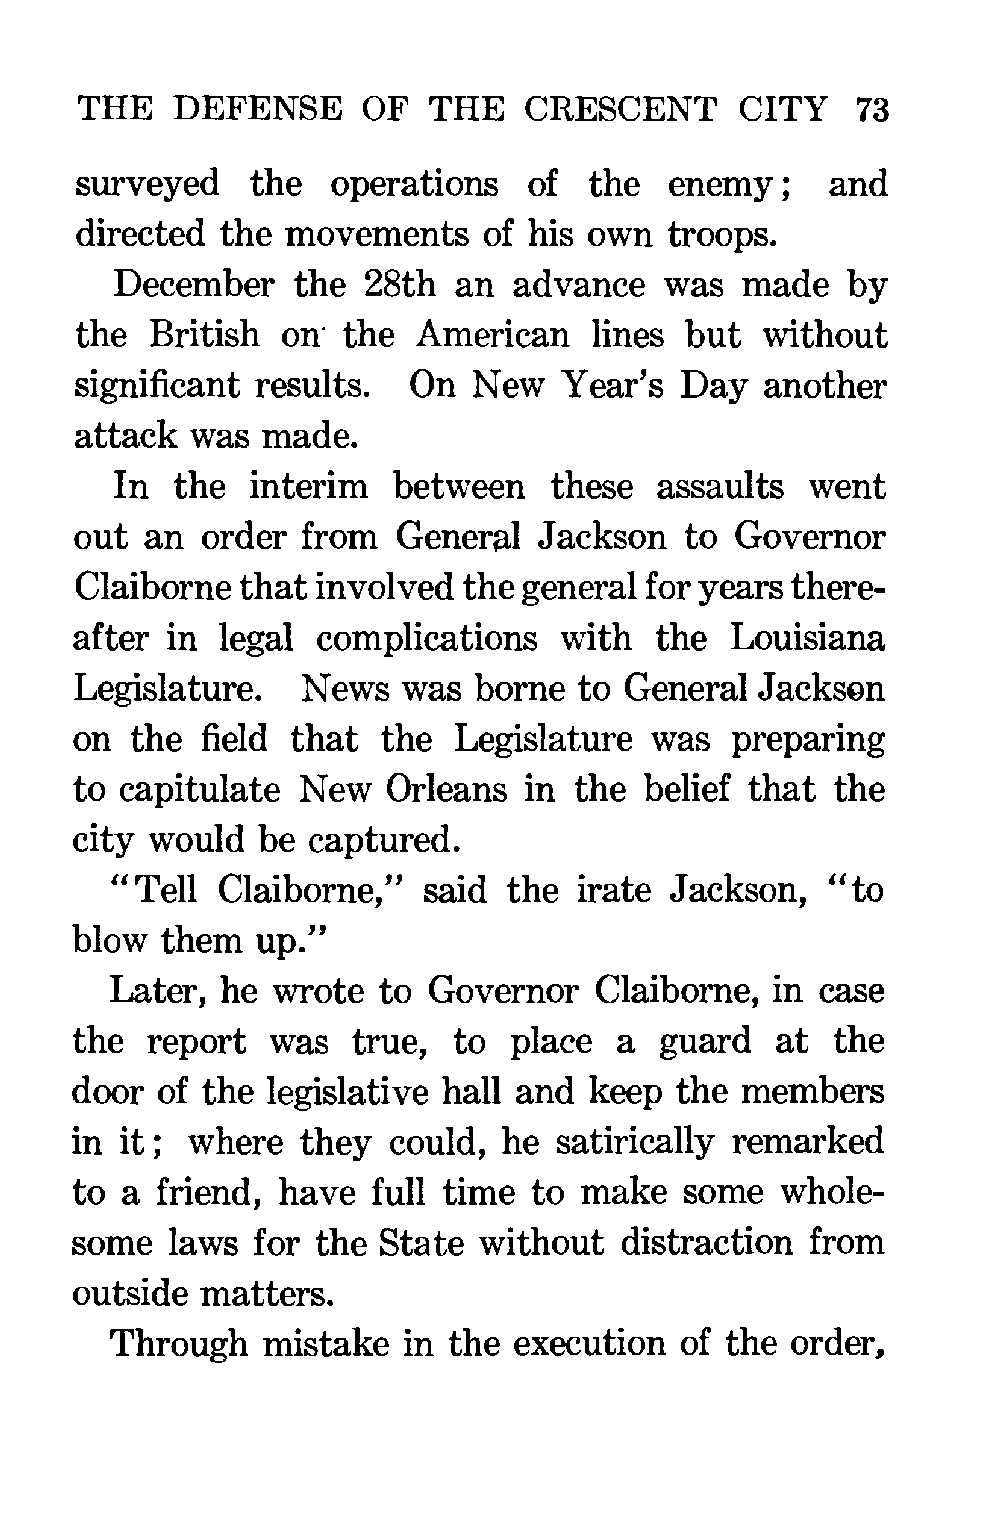 THE DEFENSE OF THE CRESCENT CITY 73
surveyed the operations of the enemy; and
directed the movements of his own troops.
December the 28th an advance was made by
the British on the American lines but without
significant results. On New Year's Day another
attack was made.
In the interim between these assaults went
out an order from General Jackson to Governor
Claiborne that involved the general for years there-
after in legal complications with the Louisiana
Legislature. News was borne to General Jackson
on the field that the Legislature was preparing
to capitulate New Orleans in the belief that the
city would be captured.
"Tell Claiborne," said the irate Jackson, "to
blow them up."
Later, he wrote to Governor Claiborne, in case
the report was true, to place a guard at the
door of the legislative hall and keep the members
in it; where they could, he satirically remarked
to a friend, have full time to make some whole-
some laws for the State without distraction from
outside matters.
Through mistake in the execution of the order,